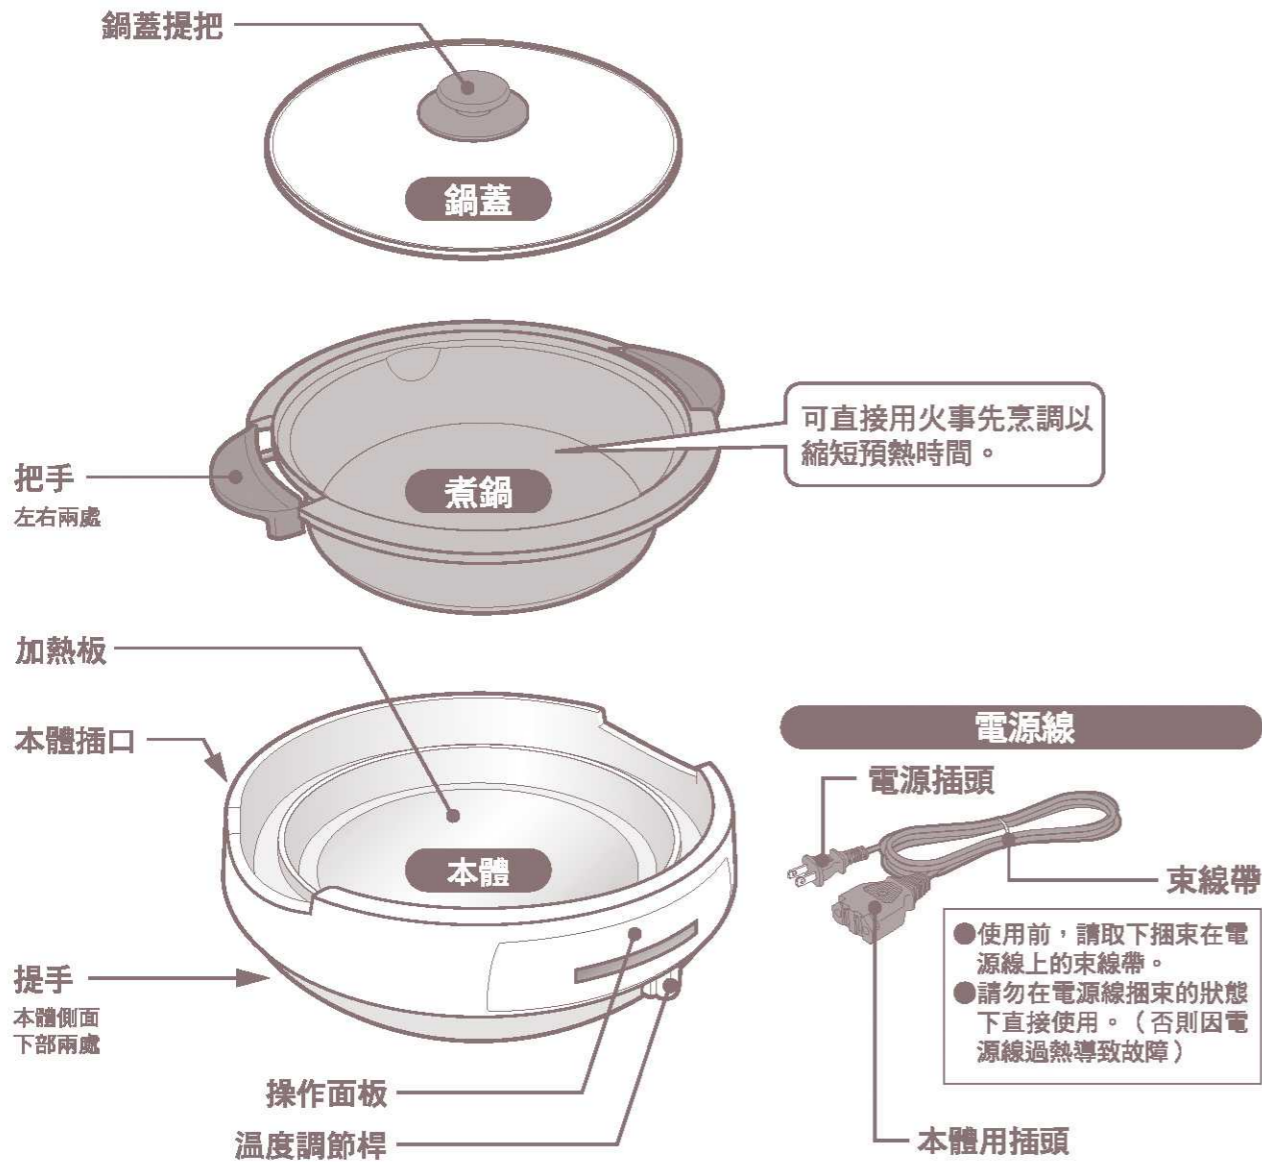 鍋蓋提把
鍋蓋
可直接用火事先烹調以
縮短預熱時間。
把手
左右兩處
煮鍋
加熱板
本體插口
本體
提手
本體側面
下部兩處
操作面板
温度調節桿
電源線
電源插頭
束線帶
●使用前，請取下捆束在電
源線上的束線帶。
●請勿在電源線捆束的狀態
下直接使用。（否則因電
源線過熱導致故障）
本體用插頭